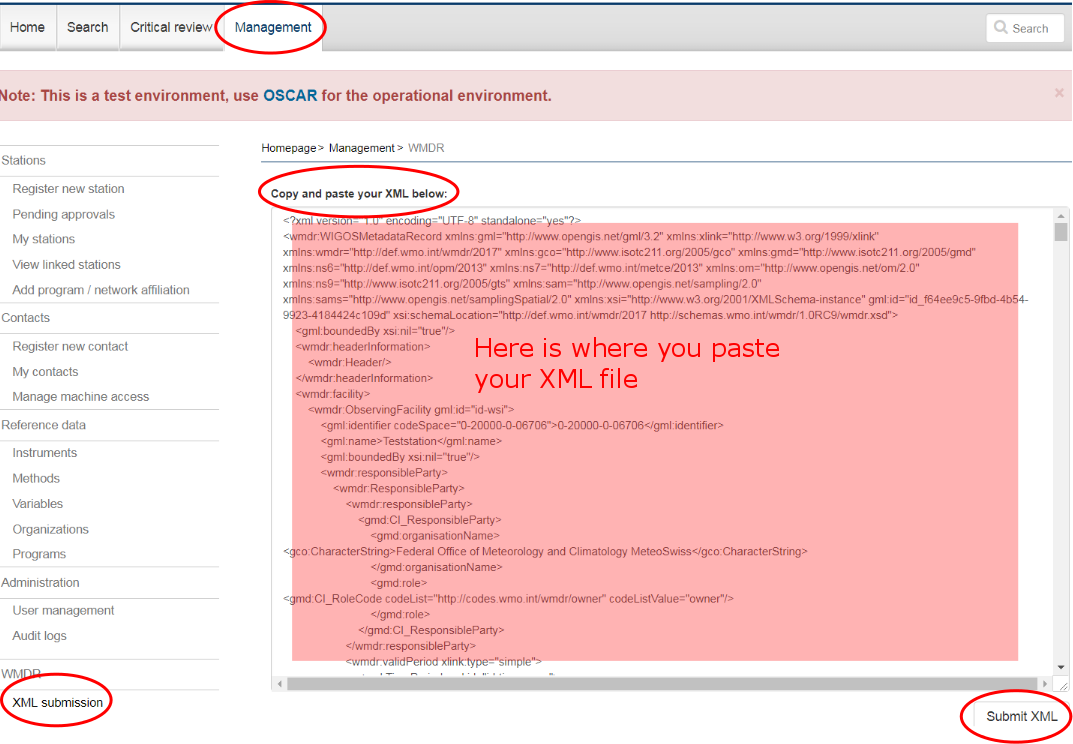 Home Search Critical review Management Search
Note: This is a test environment, use OSCAR for the operational environment. ×
Homepage> Management> WMDR
Stations
Register new station
Pending approvals
My stations
View linked stations
Add program / network affiliation
Contacts
Register new contact
My contacts
Manage machine access
Reference data
Instruments
Methods
Variables
Organizations
Programs
Administration
User management
Audit logs
WMDR
XML submission
Copy and paste your XML below:
<?xml version="1.0" encoding="UTF-8" standalone="yes"?>
<wmdr:WIGOSMetadataRecord xmlns:gml="http://www.opengis.net/gml/3.2" xmlns:xlink="http://www.w3.org/1999/xlink"
xmlns:wmdr="http://def.wmo.int/wmdr/2017" xmlns:gco="http://www.isotc211.org/2005/gco" xmlns:gmd="http://www.isotc211.org/2005/gmd"
xmlns:ns6="http://def.wmo.int/opm/2013" xmlns:ns7="http://def.wmo.int/metce/2013" xmlns:om="http://www.opengis.net/om/2.0"
xmlns:ns9="http://www.isotc211.org/2005/gts" xmlns:sam="http://www.opengis.net/sampling/2.0"
xmlns:sams="http://www.opengis.net/samplingSpatial/2.0" xmlns:xsi="http://www.w3.org/2001/XMLSchema-instance" gml:id="id_f64ee9c5-9fbd-4b54-
9923-4184424c109d" xsi:schemaLocation="http://def.wmo.int/wmdr/2017 http://schemas.wmo.int/wmdr/1.0RC9/wmdr.xsd">
<gml:boundedBy xsi:nil="true"/>
<wmdr:headerInformation>
<wmdr:Header/>
</wmdr:headerInformation>
<wmdr:facility>
<wmdr:ObservingFacility gml:id="id-wsi">
<gml:identifier codeSpace="0-20000-0-06706">0-20000-0-06706</gml:identifier>
<gml:name>Teststation</gml:name>
<gml:boundedBy xsi:nil="true"/>
<wmdr:responsibleParty>
<wmdr:ResponsibleParty>
<wmdr:responsibleParty>
<gmd:CI_ResponsibleParty>
<gmd:organisationName>
<gco:CharacterString>Federal Office of Meteorology and Climatology MeteoSwiss</gco:CharacterString>
</gmd:organisationName>
<gmd:role>
<gmd:CI_RoleCode codeList="http://codes.wmo.int/wmdr/owner" codeListValue="owner"/>
</gmd:role>
</gmd:CI_ResponsibleParty>
</wmdr:responsibleParty>
<wmdr:validPeriod xlink:type="simple">
Here is where you paste
your XML file
Submit XML